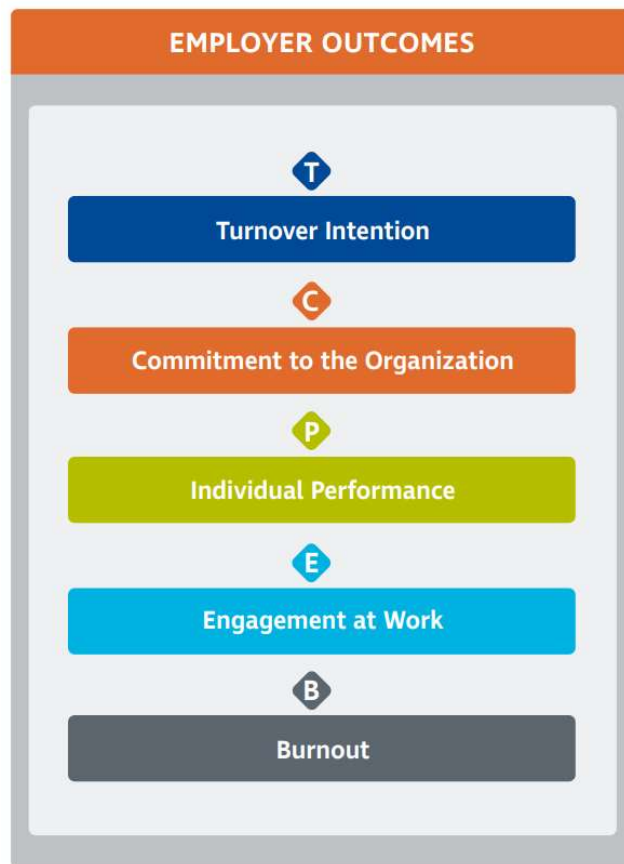 EMPLOYER OUTCOMES
T
Turnover Intention
C
Commitment to the Organization
P
Individual Performance
E
Engagement at Work
B
Burnout